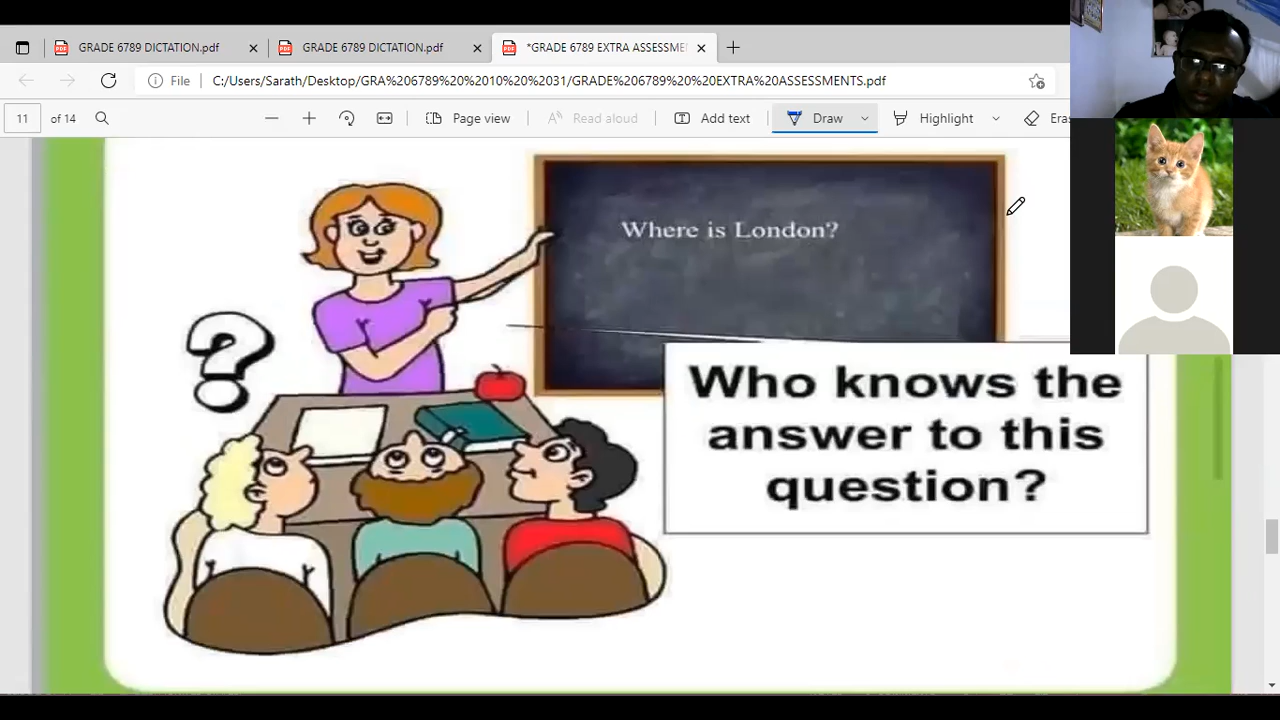 GRADE 6789 DICTATION.pdf
GRADE 6789 DICTATION.pdf
*GRADE 6789 EXTRA ASSESSME
File
C:/Users/Sarath/Desktop/GRA%206789%20%2010%20%2031/GRADE%206789%20%20EXTRA%20ASSESSMENTS.pdf
11 of 14
Page view
Read aloud
Add text
Draw
Highlight
Eras
Where is London?
?
Who knows the
answer to this
question?